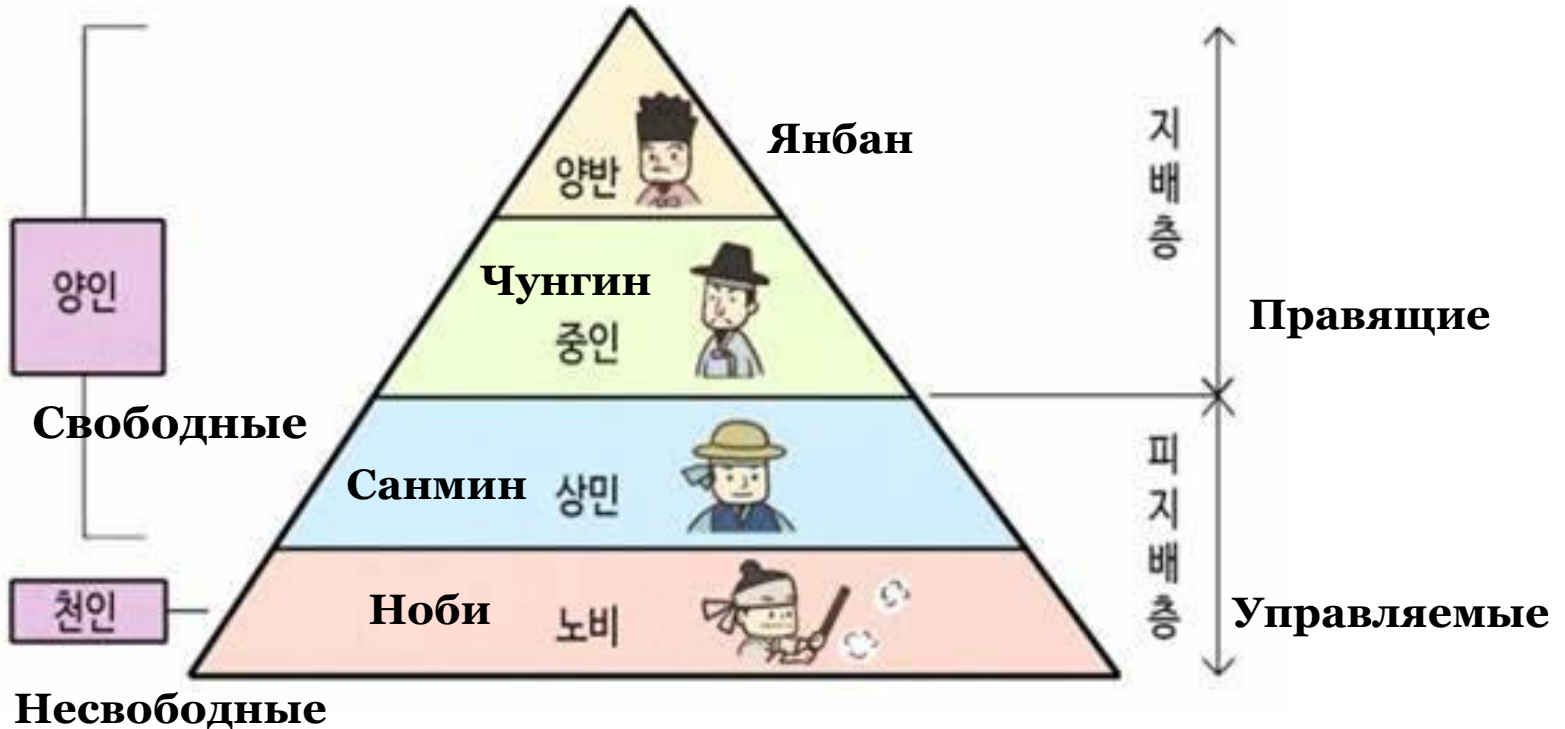 양반
Янбан
지배층
양인
Чунгин
중인
Правящие
Свободные
Санмин
상민
피지배층
천인
Ноби
노비
Управляемые
Несвободные